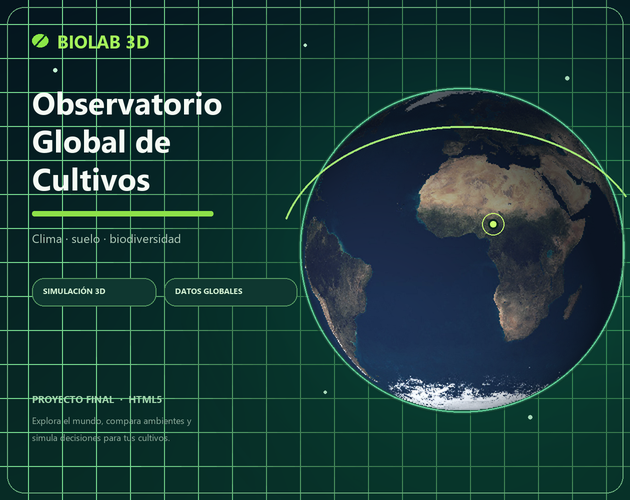 BIOLAB 3D
Observatorio
Global de
Cultivos
Clima · suelo · biodiversidad
SIMULACIÓN 3D
DATOS GLOBALES
PROYECTO FINAL · HTML5
Explora el mundo, compara ambientes y
simula decisiones para tus cultivos.